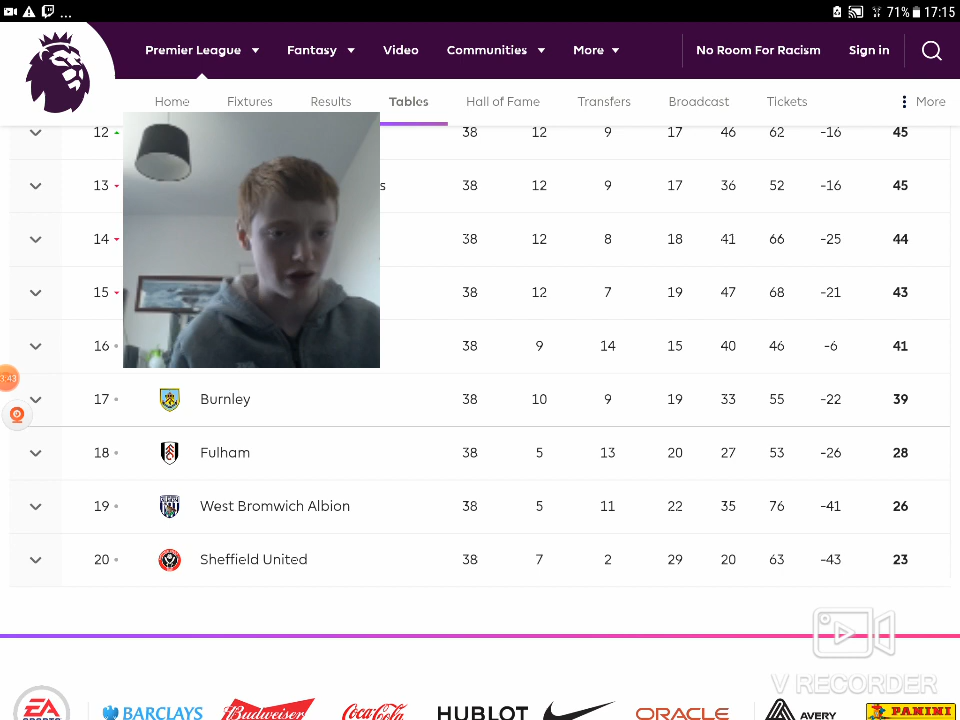 ... 71% 17:15
Premier League Fantasy Video Communities More No Room For Racism Sign in
Home Fixtures Results Tables Hall of Fame Transfers Broadcast Tickets More
12 38 12 9 17 46 62 -16 45
13 s 38 12 9 17 36 52 -16 45
14 38 12 8 18 41 66 -25 44
15 38 12 7 19 47 68 -21 43
16 38 9 14 15 40 46 -6 41
3:43
17 Burnley 38 10 9 19 33 55 -22 39
18 Fulham 38 5 13 20 27 53 -26 28
19 West Bromwich Albion 38 5 11 22 35 76 -41 26
20 Sheffield United 38 7 2 29 20 63 -43 23
V RECORDER
EA SPORTS BARCLAYS Budweiser Coca-Cola HUBLOT ORACLE AVERY PANINI